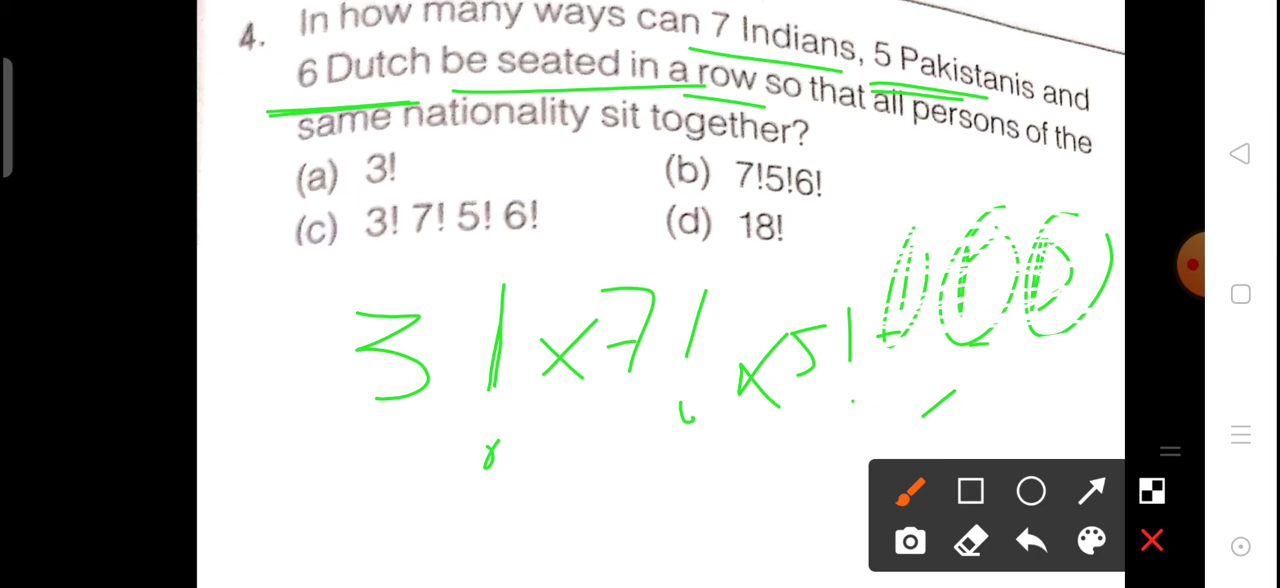 4. In how many ways can 7 Indians, 5 Pakistanis and
6 Dutch be seated in a row so that all persons of the
same nationality sit together?
(a) 3! (b) 7!5!6!
(c) 3! 7! 5! 6! (d) 18!
3! × 7! × 5!